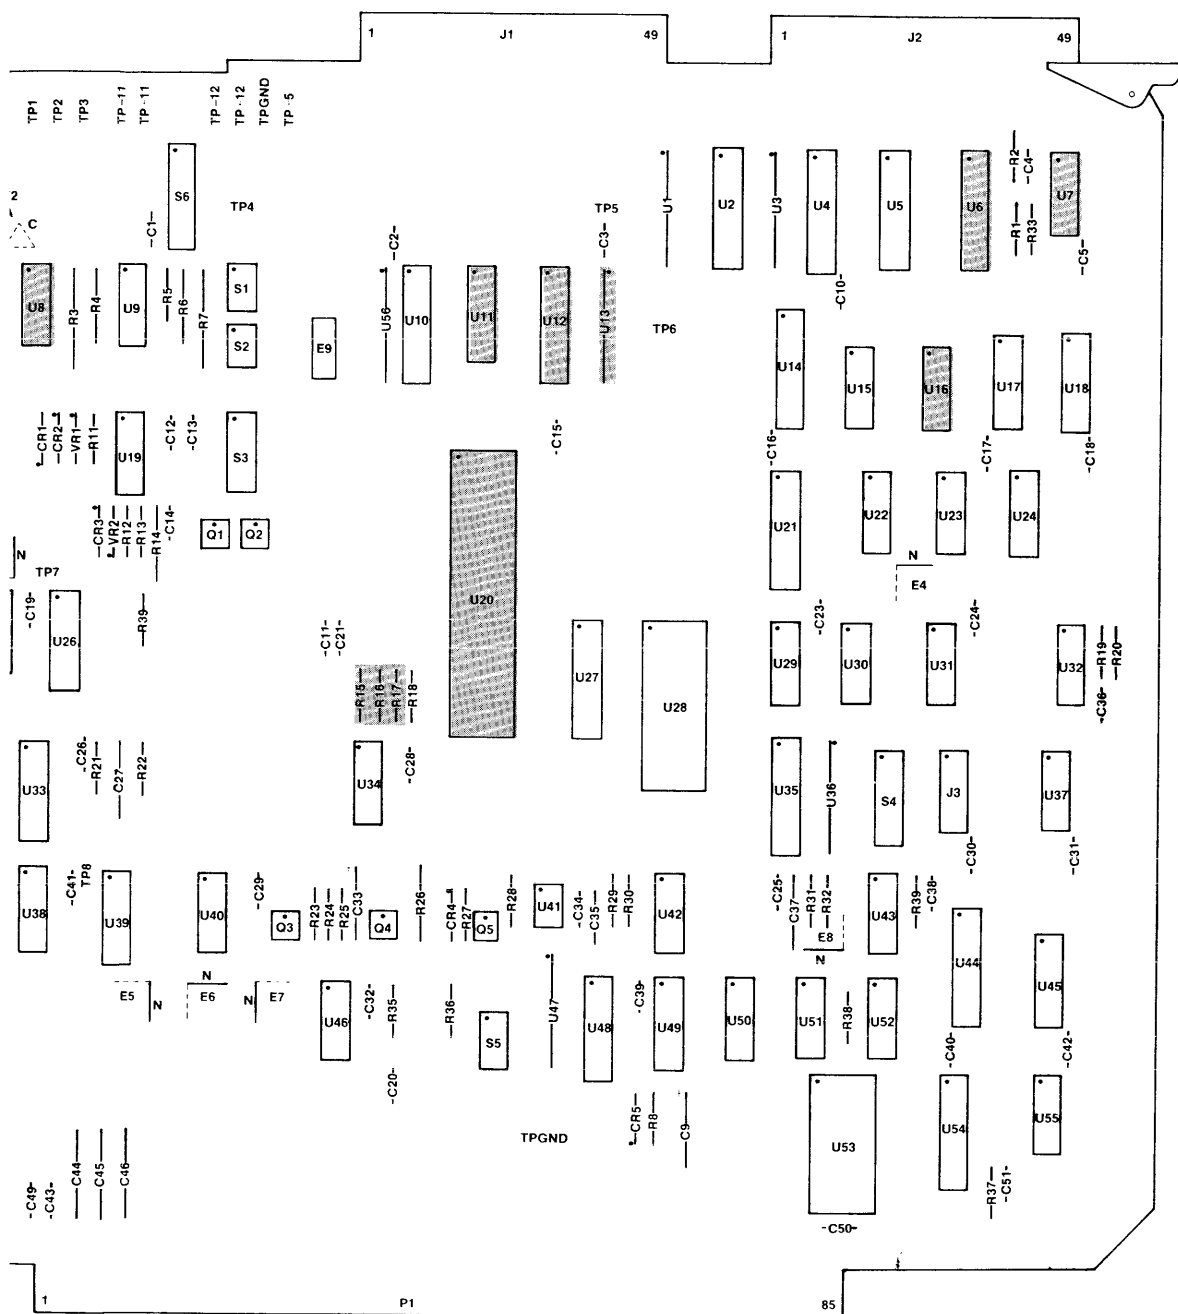 1 J1 49 1 J2 49
TP1 TP2 TP3 TP-11 TP-11 TP-12 TP-12 TPGND TP-5
S6 TP4 TP5 U1 U2 U3 U4 U5 U6 R2 C4 U7
2 C C1 C2 C3 R1 R33 C5
U8 R3 R4 U9 R5 R6 R7 S1 U56 U10 U11 U12 U13 TP6 C10
S2 E9 U14 U15 U16 U17 U18
CR1 CR2 VR1 R11 U19 C12 C13 S3 C15 C16 C17 C18
CR3 VR2 R12 R13 R14 C14 Q1 Q2 U21 U22 U23 U24
N TP7 N E4
C19 U26 R39 C11 C21 U20 U27 U28 C23 C24
U29 U30 U31 U32 R19 R20
R15 R16 R17 R18 C36
U33 C26 R21 C27 R22 U34 C28 U35 U36 S4 J3 U37
C30 C31
U38 C41 TP8 U39 U40 C29 Q3 R23 R24 R25 C33 Q4 R26 CR4 R27 Q5 R28 U41 C34 C35 R29 R30 U42 C25 C37 R31 R32 U43 R39 C38
E8 N U44 U45
E5 N N E6 N E7 U46 C32 R35 R36 S5 U47 U48 C39 U49 U50 U51 R38 U52
C20 C40 C42
TPGND CR5 R8 C9 U53 U54 U55
C49 C43 C44 C45 C46 R37 C51
C50
1 P1 85